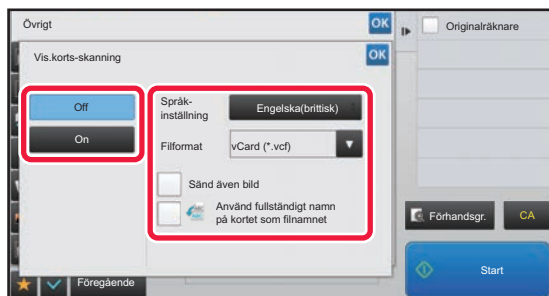 Övrigt
OK
Originalräknare
Vis.korts-skanning
OK
Off
On
Språk-
inställning
Engelska(brittisk)
Filformat
vCard (*.vcf)
Sänd även bild
Använd fullständigt namn
på kortet som filnamnet
Förhandsgr.
CA
Föregående
Start